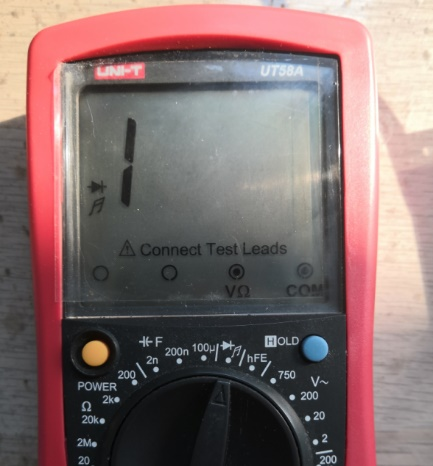 UNI-T UT58A
1
⚠ Connect Test Leads
VΩ COM
F
2n 200n 100μ hFE
HOLD
POWER
200
2k
Ω
20k
2M
20
750
V~
200
20
2
200